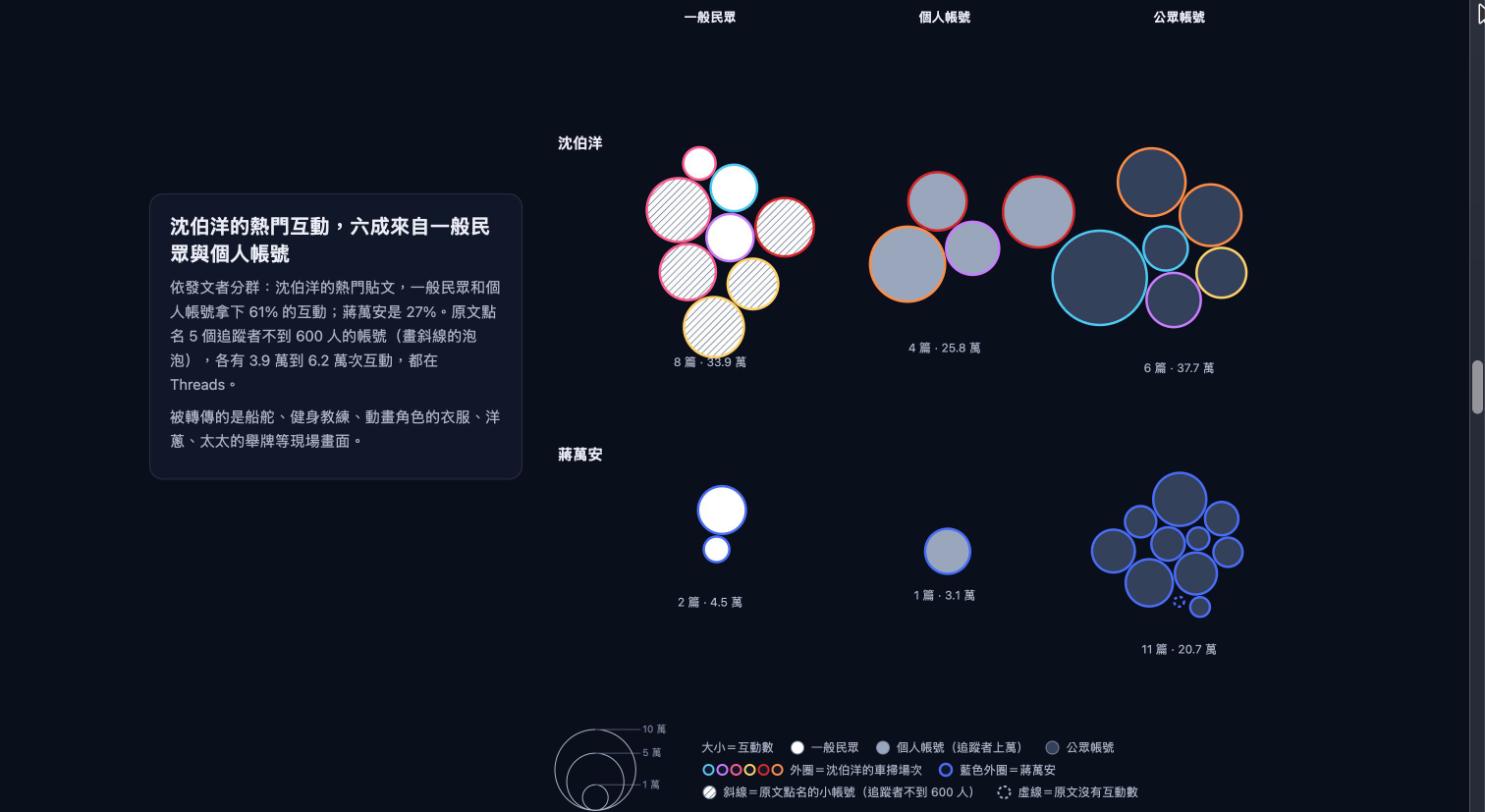 一般民眾
個人帳號
公眾帳號
沈伯洋
沈伯洋的熱門互動，六成來自一般民
眾與個人帳號
依發文者分群：沈伯洋的熱門貼文，一般民眾和個
人帳號拿下 61% 的互動；蔣萬安是 27%。原文點
名 5 個追蹤者不到 600 人的帳號（畫斜線的泡
泡），各有 3.9 萬到 6.2 萬次互動，都在
Threads。
被轉傳的是船舵、健身教練、動畫角色的衣服、洋
蔥、太太的舉牌等現場畫面。
8 篇 · 33.9 萬
4 篇 · 25.8 萬
6 篇 · 37.7 萬
蔣萬安
2 篇 · 4.5 萬
1 篇 · 3.1 萬
11 篇 · 20.7 萬
10 萬
5 萬
1 萬
大小＝互動數
一般民眾
個人帳號（追蹤者上萬）
公眾帳號
外圈＝沈伯洋的車掃場次
藍色外圈＝蔣萬安
斜線＝原文點名的小帳號（追蹤者不到 600 人）
虛線＝原文沒有互動數